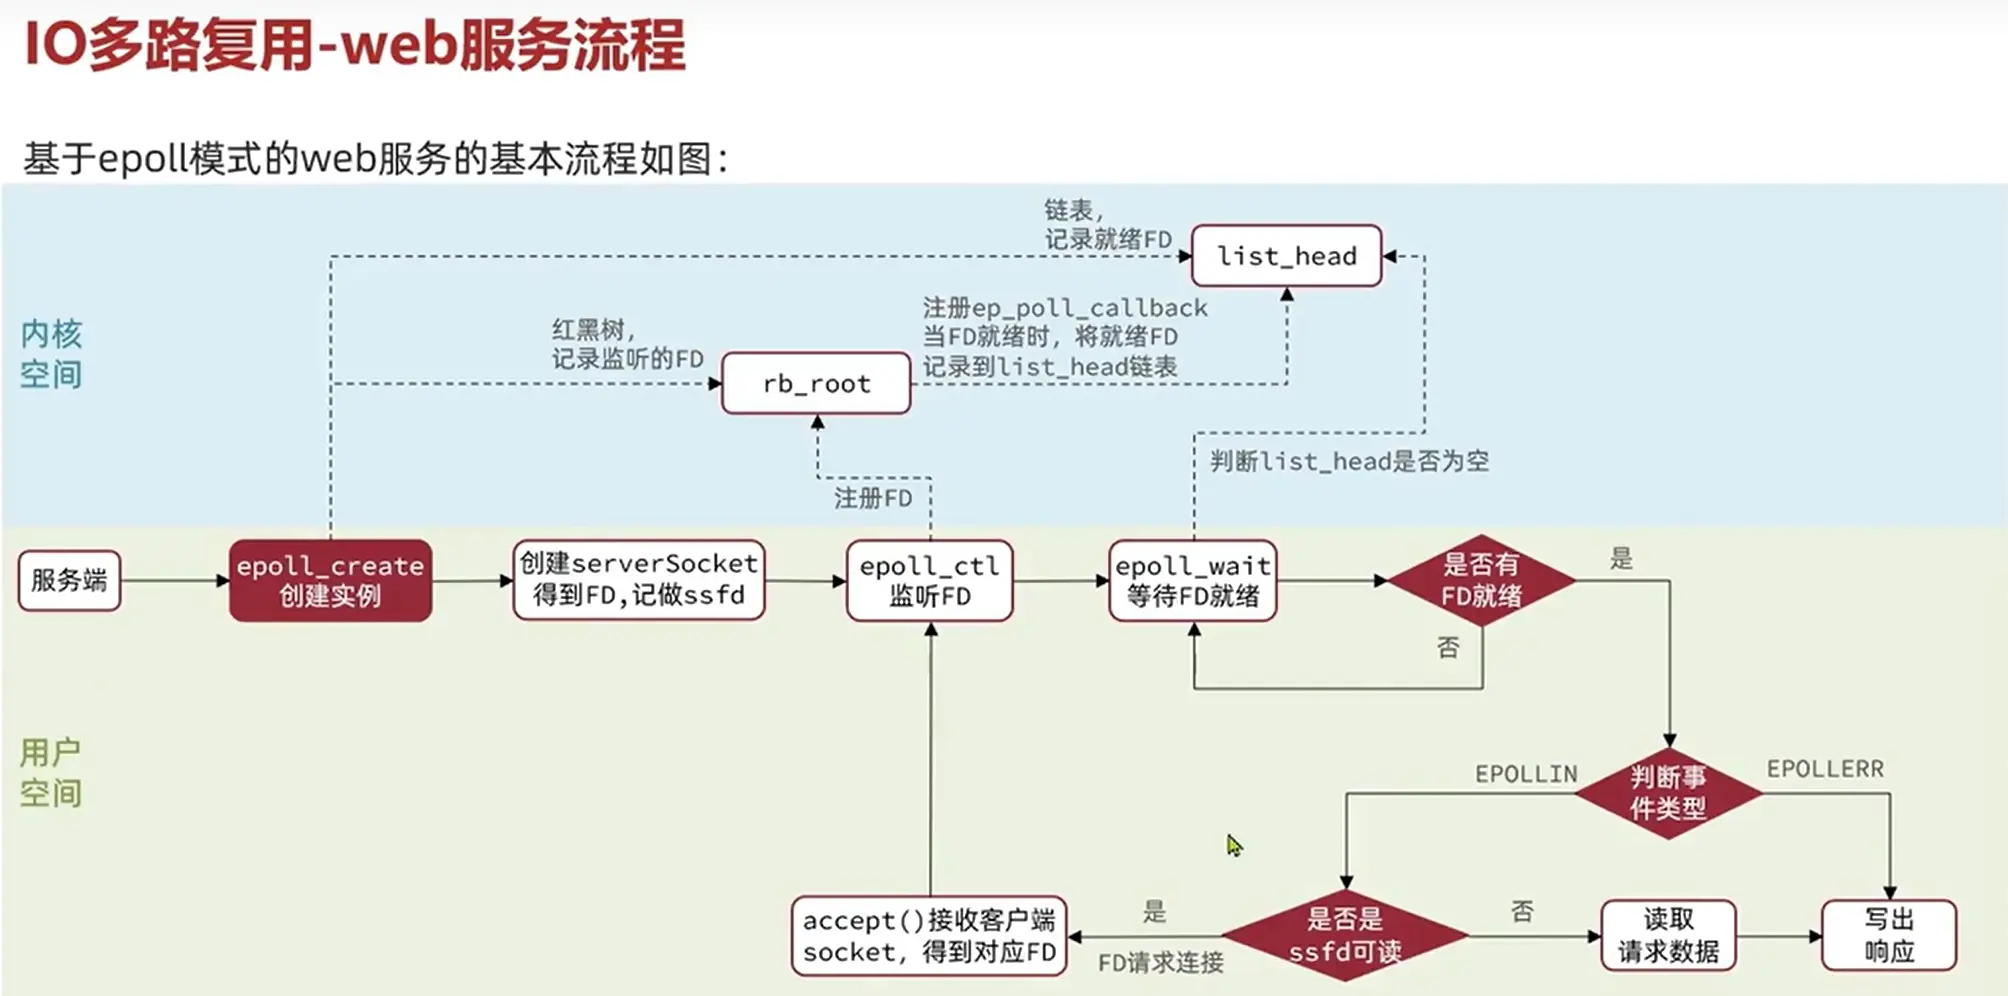 IO多路复用-web服务流程
基于epoll模式的web服务的基本流程如图：
链表，
记录就绪FD
list_head
注册ep_poll_callback
当FD就绪时，将就绪FD
记录到list_head链表
红黑树，
记录监听的FD
rb_root
内核
空间
判断list_head是否为空
注册FD
服务端
epoll_create
创建实例
创建serverSocket
得到FD,记做ssfd
epoll_ctl
监听FD
epoll_wait
等待FD就绪
是否有
FD就绪
是
否
用户
空间
EPOLLIN
判断事
件类型
EPOLLERR
accept()接收客户端
socket，得到对应FD
是
FD请求连接
是否是
ssfd可读
否
读取
请求数据
写出
响应